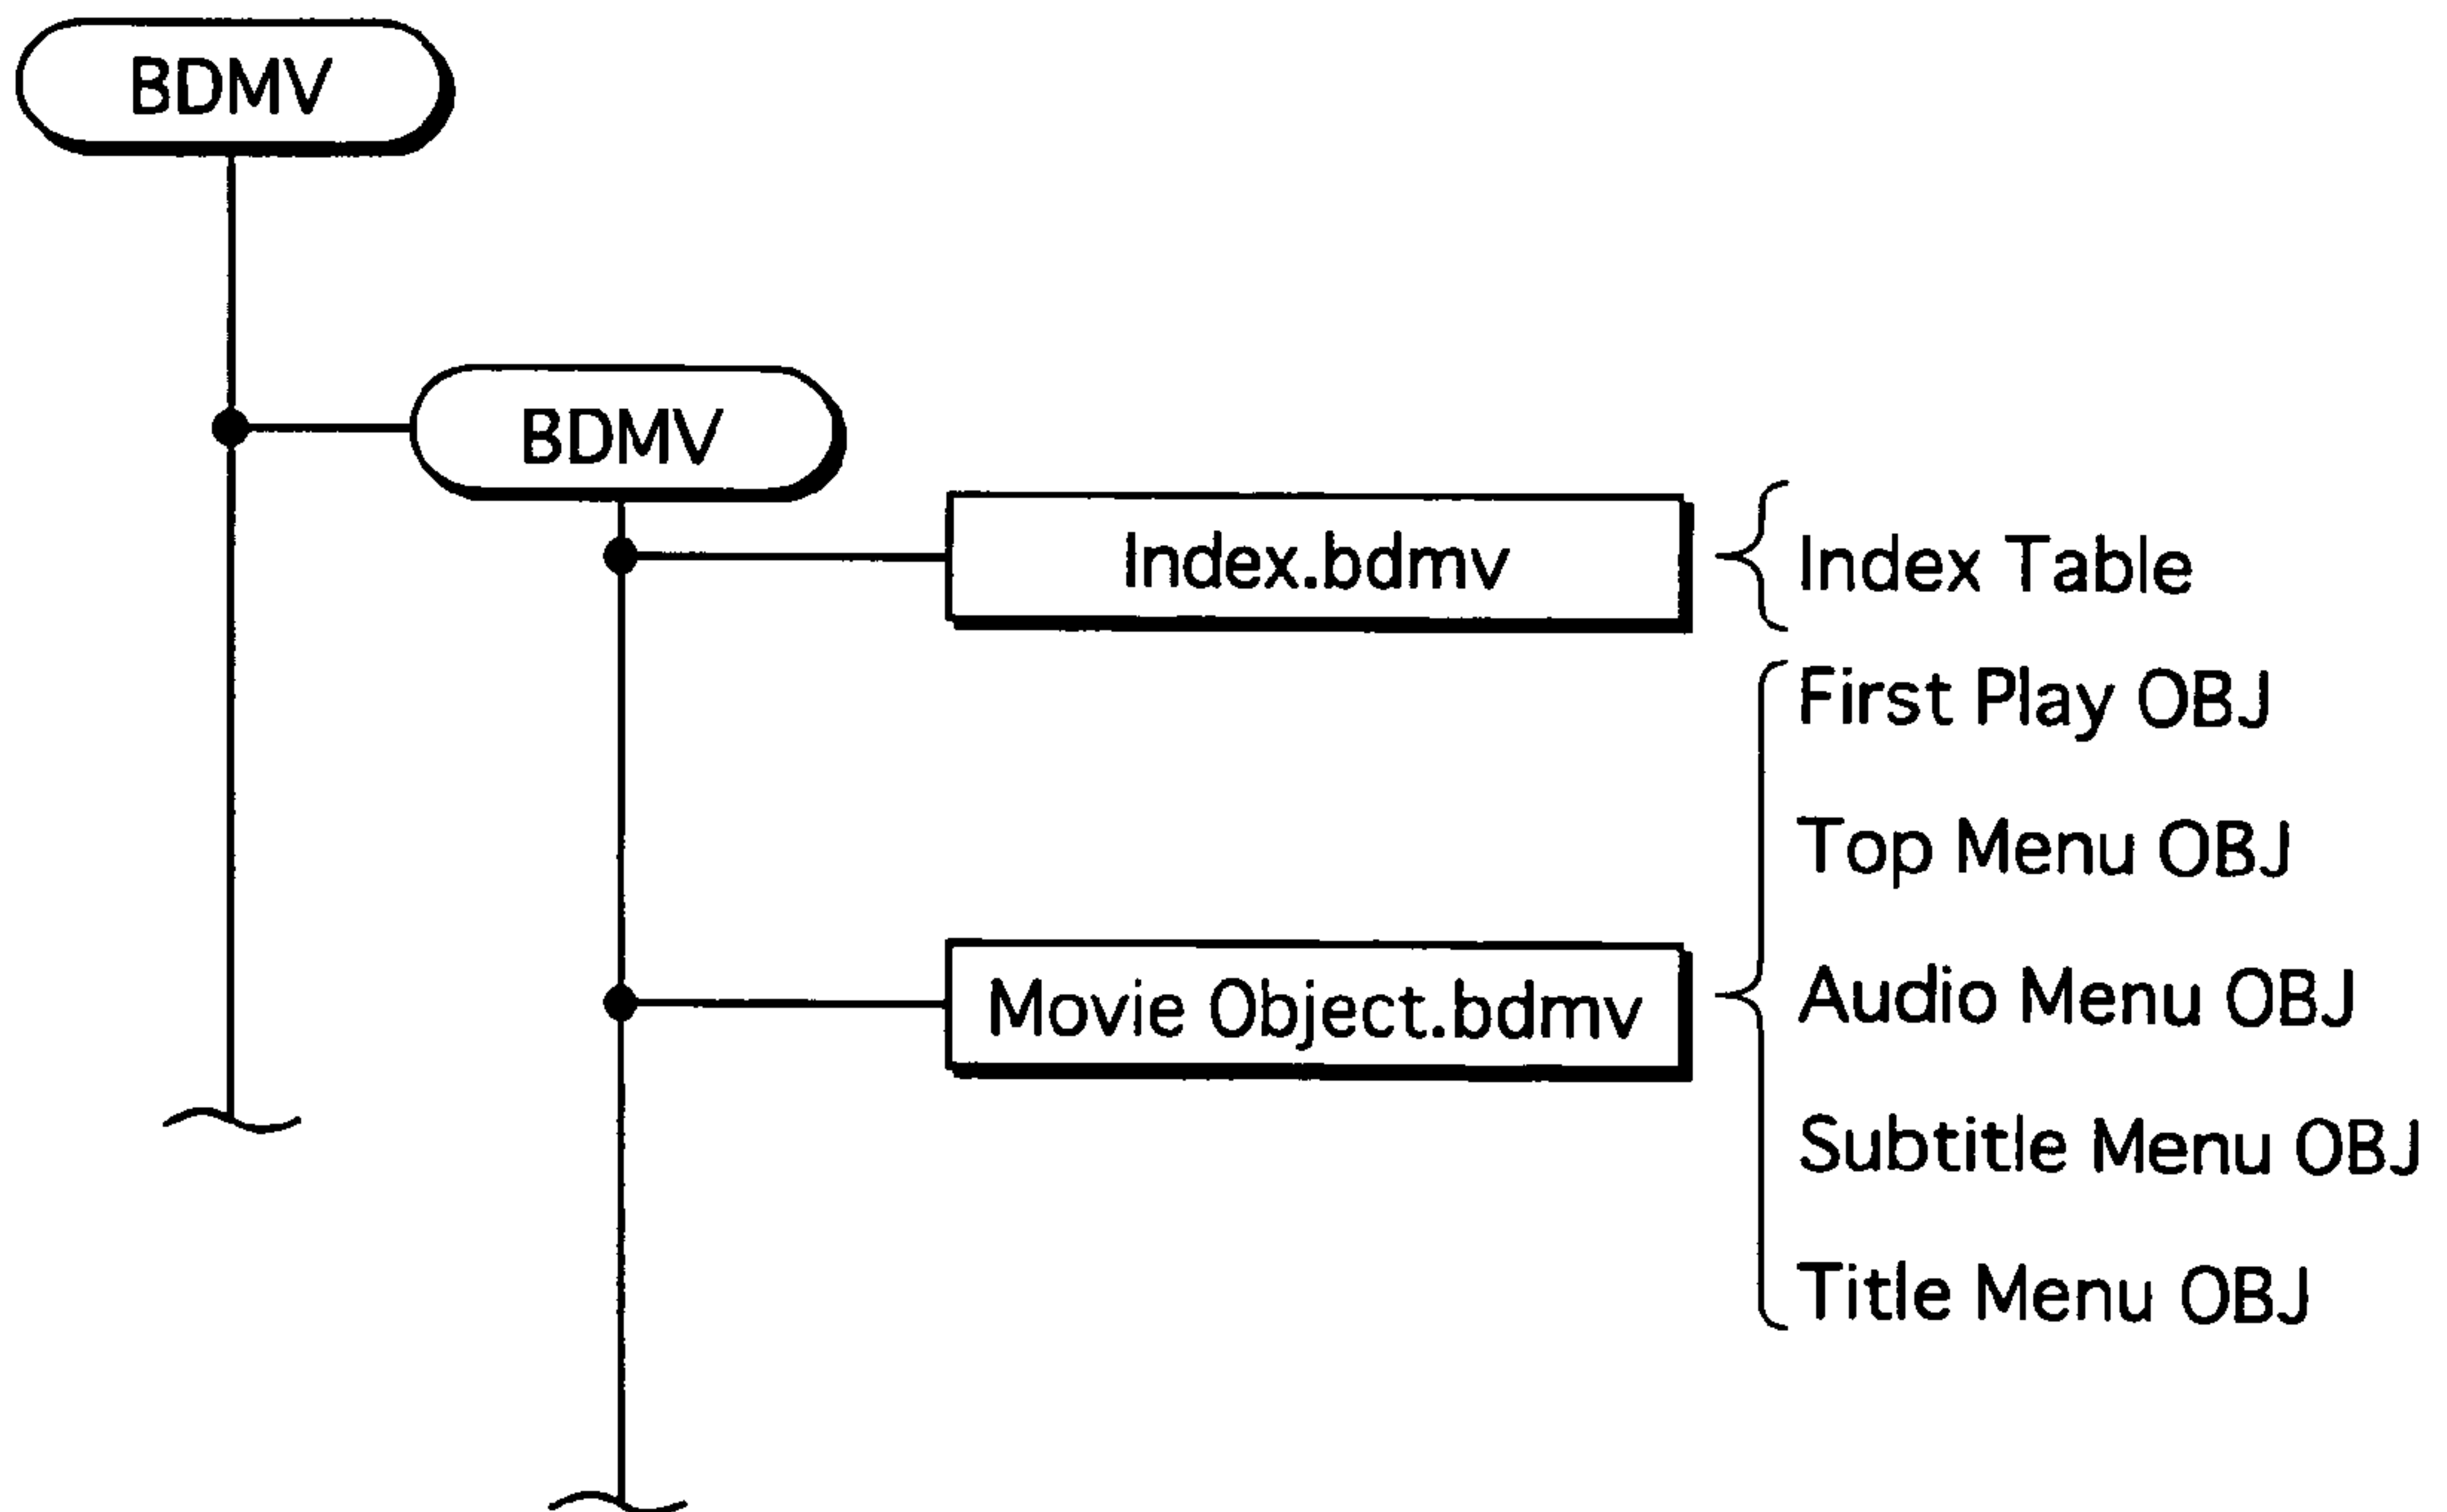 BDMV
BDMV
Index.bdmv
Index Table
First Play OBJ
Top Menu OBJ
Movie Object.bdmv
Audio Menu OBJ
Subtitle Menu OBJ
Title Menu OBJ